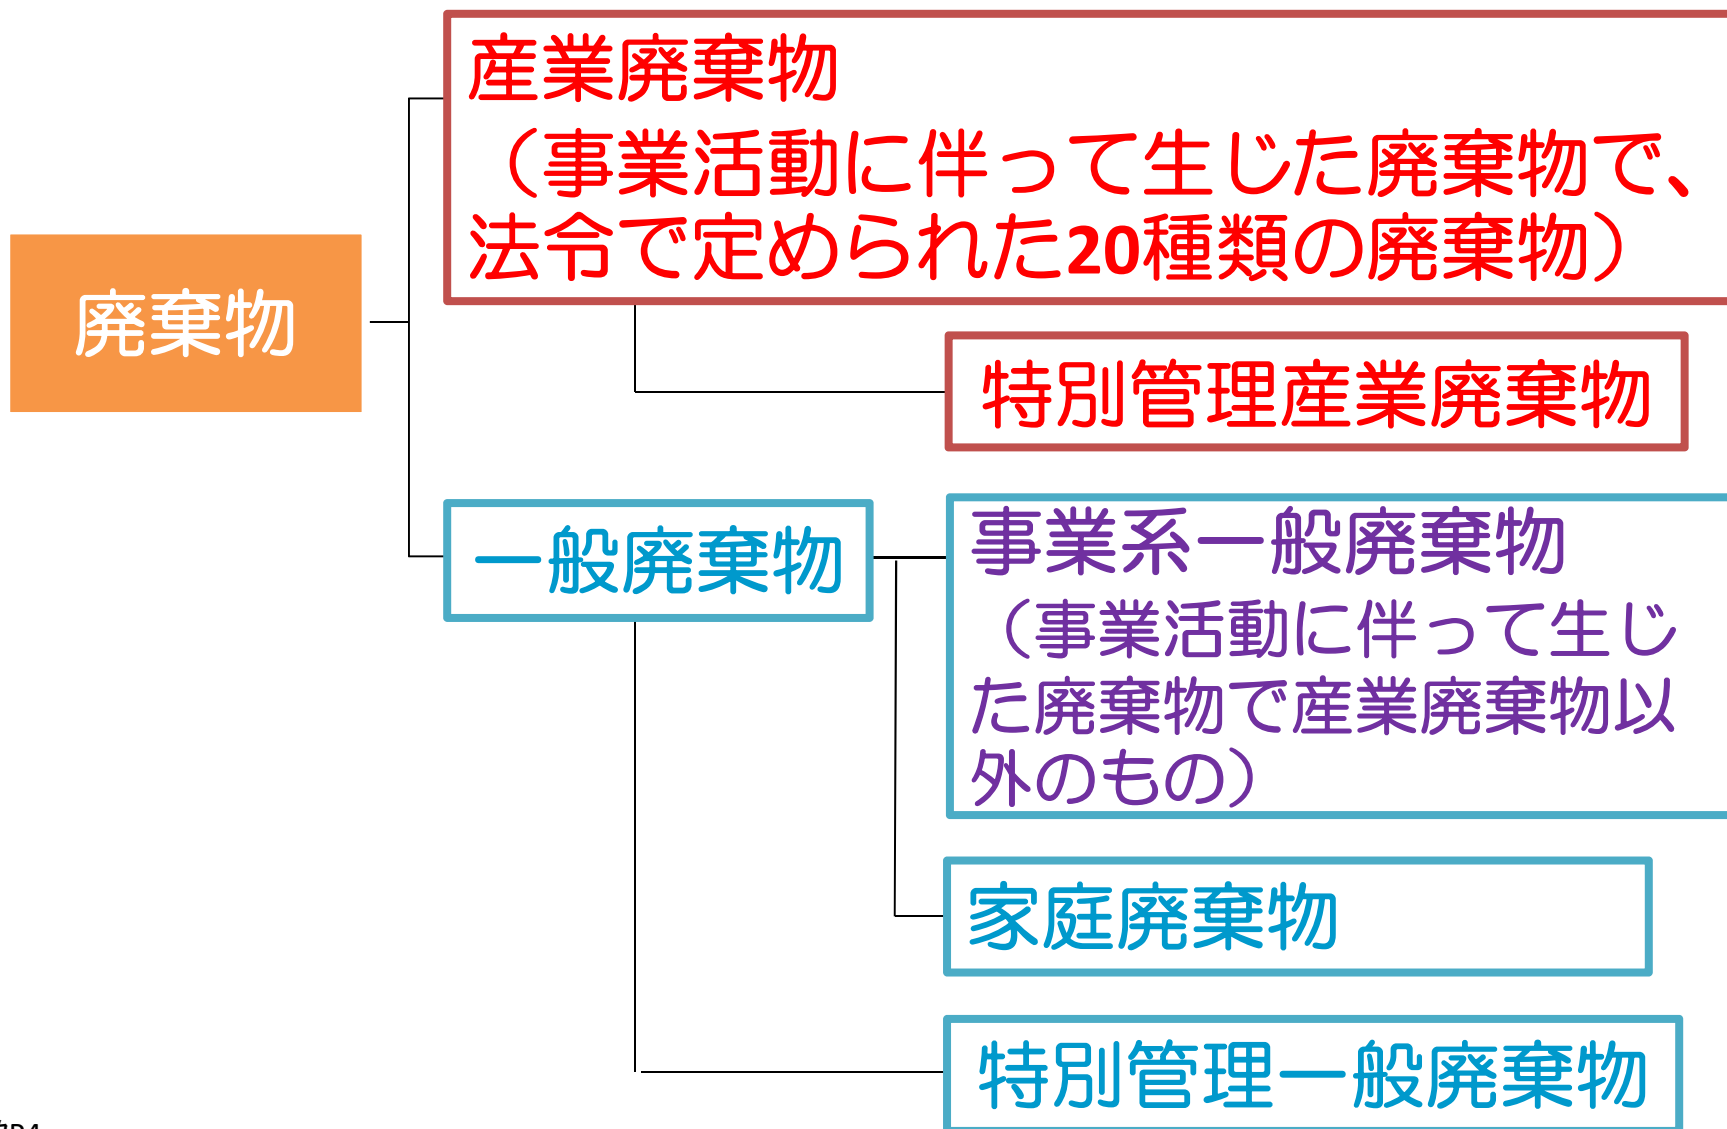 産業廃棄物
（事業活動に伴って生じた廃棄物で、
法令で定められた20種類の廃棄物）
廃棄物
特別管理産業廃棄物
一般廃棄物
事業系一般廃棄物
（事業活動に伴って生じ
た廃棄物で産業廃棄物以
外のもの）
家庭廃棄物
特別管理一般廃棄物